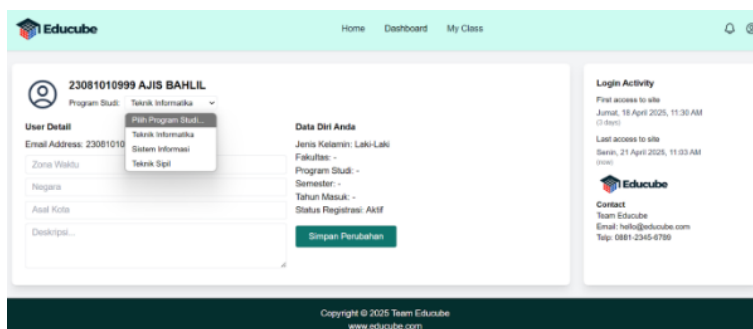 Educube
Home Dashboard My Class
23081010999 AJIS BAHLIL
Program Studi: Teknik Informatika
Pilih Program Studi...
Teknik Informatika
Sistem Informasi
Teknik Sipil
User Detail
Email Address: 23081010
Zona Waktu
Negara
Asal Kota
Deskripsi...
Data Diri Anda
Jenis Kelamin: Laki-Laki
Fakultas: -
Program Studi: -
Semester: -
Tahun Masuk: -
Status Registrasi: Aktif
Simpan Perubahan
Login Activity
First access to site
Jumat, 18 April 2025, 11:30 AM
(3 days)
Last access to site
Senin, 21 April 2025, 11:03 AM
(now)
Educube
Contact
Team Educube
Email: hello@educube.com
Telp: 0881-2345-6789
Copyright © 2025 Team Educube
www.educube.com